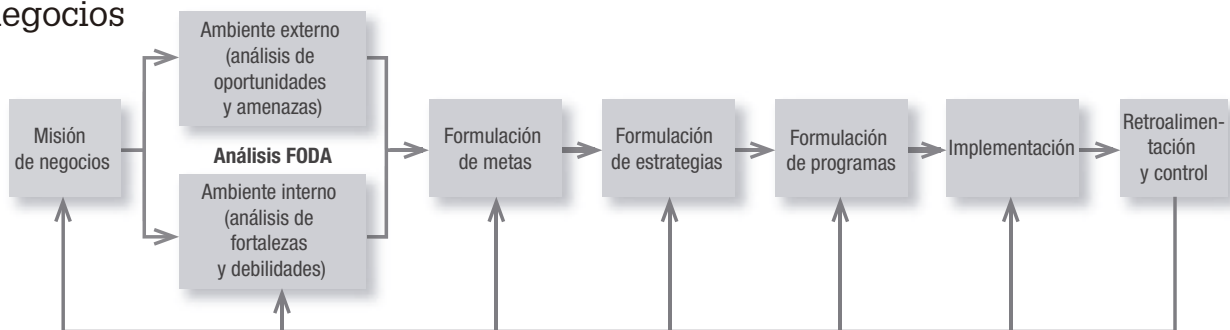 negocios
Ambiente externo
(análisis de
oportunidades
y amenazas)
Misión
de negocios
Análisis FODA
Ambiente interno
(análisis de
fortalezas
y debilidades)
Formulación
de metas
Formulación
de estrategias
Formulación
de programas
Implementación
Retroalimen-
tación
y control